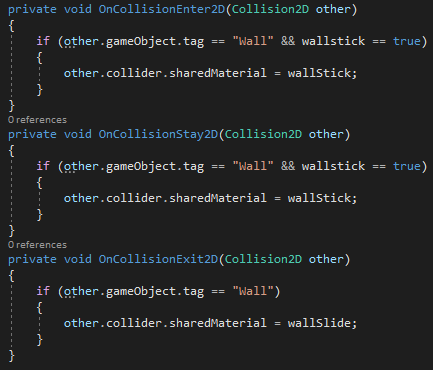 private void OnCollisionEnter2D(Collision2D other)
{
if (other.gameObject.tag == "Wall" && wallstick == true)
{
other.collider.sharedMaterial = wallStick;
}
}
0 references
private void OnCollisionStay2D(Collision2D other)
{
if (other.gameObject.tag == "Wall" && wallstick == true)
{
other.collider.sharedMaterial = wallStick;
}
}
0 references
private void OnCollisionExit2D(Collision2D other)
{
if (other.gameObject.tag == "Wall")
{
other.collider.sharedMaterial = wallSlide;
}
}